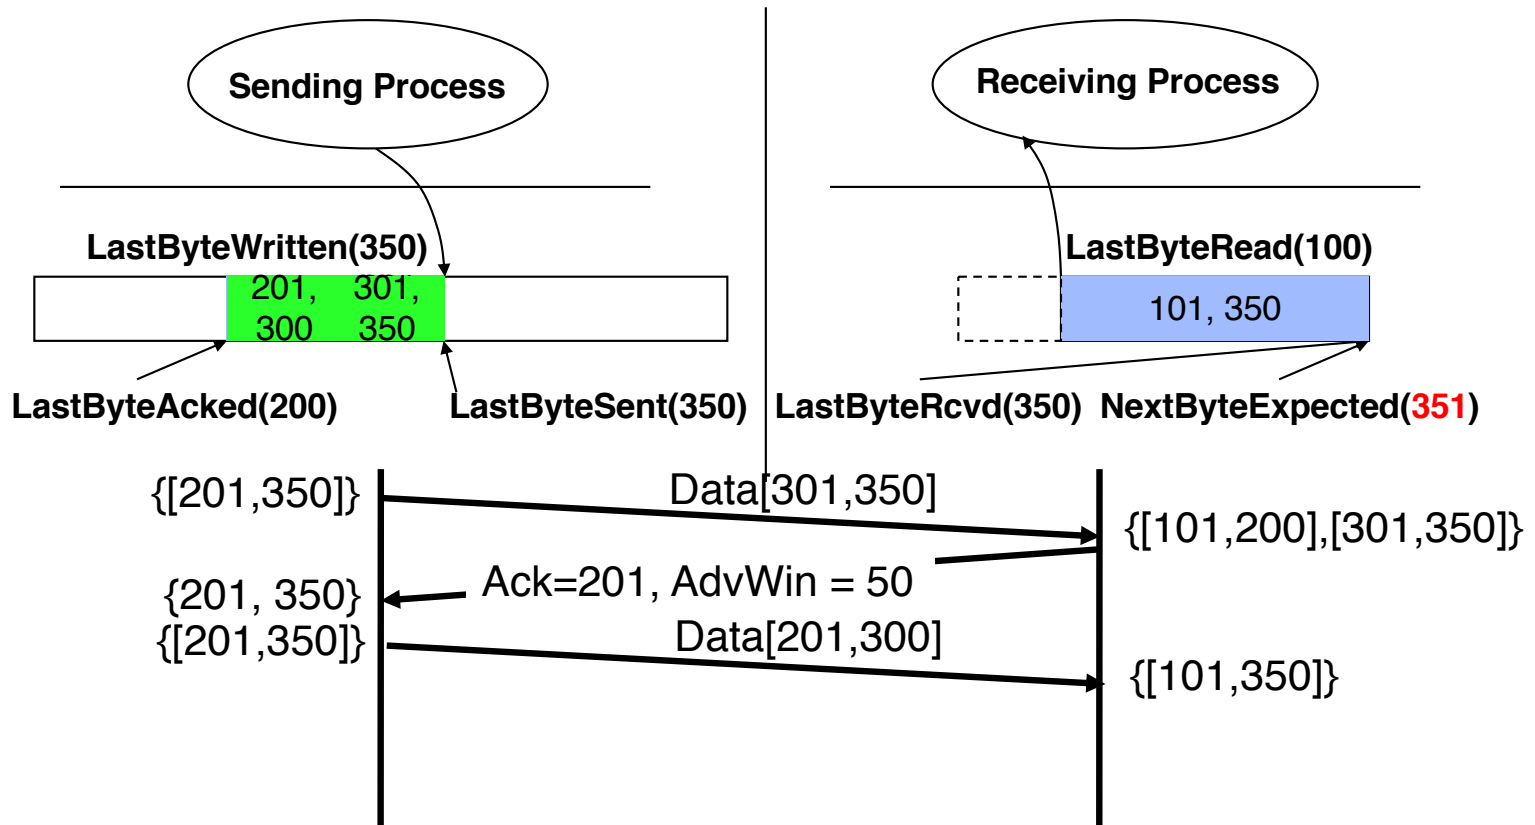 Sending Process
Receiving Process
LastByteWritten(350)
LastByteRead(100)
201, 301,
300 350
101, 350
LastByteAcked(200)
LastByteSent(350)
LastByteRcvd(350)
NextByteExpected(351)
{[201,350]}
Data[301,350]
{[101,200],[301,350]}
Ack=201, AdvWin = 50
{201, 350}
{[201,350]}
Data[201,300]
{[101,350]}